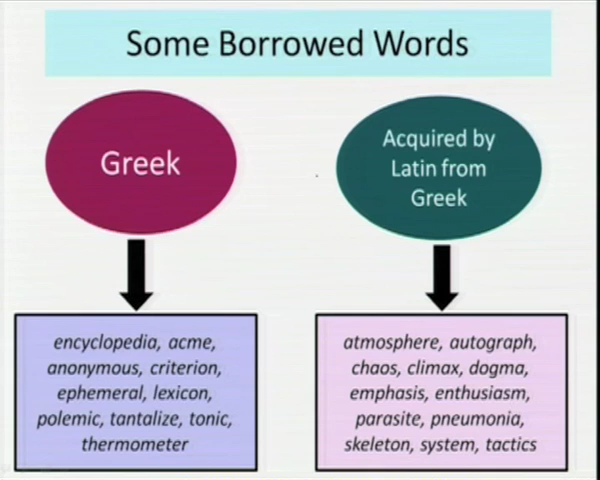 Some Borrowed Words
Greek
Acquired by
Latin from
Greek
encyclopedia, acme,
anonymous, criterion,
ephemeral, lexicon,
polemic, tantalize, tonic,
thermometer
atmosphere, autograph,
chaos, climax, dogma,
emphasis, enthusiasm,
parasite, pneumonia,
skeleton, system, tactics